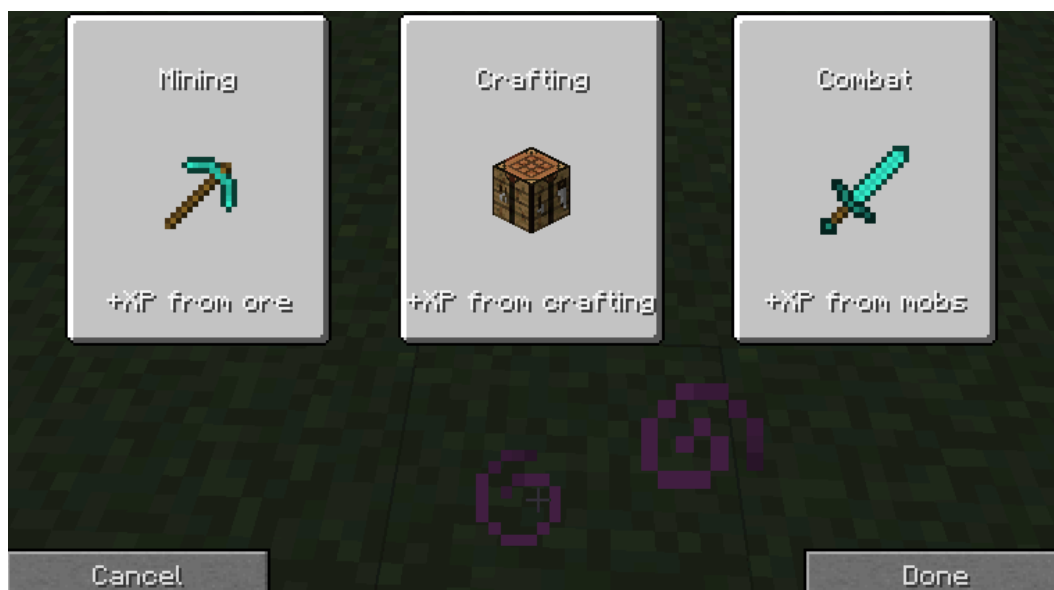 Mining
Crafting
Combat
+XP from ore
+XP from crafting
+XP from mobs
Cancel
Done